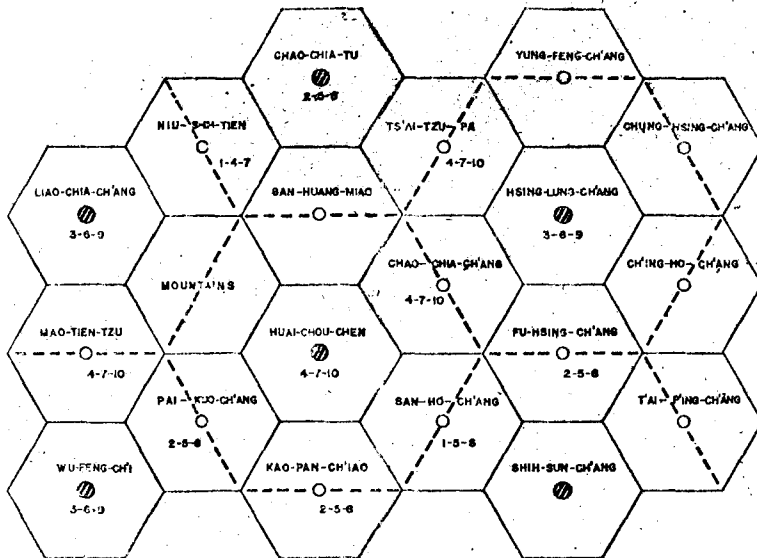 CHAO-CHIA-TU
YUNG-FENG-CH'ANG
NIU- -TIEN
1-4-7
TS'AI-TZU-PA
4-7-10
CHUNG-HSING-CH'ANG
LIAO-CHIA-CH'ANG
3-6-9
SAN-HUANG-MIAO
HSING-LUNG-CH'ANG
3-6-9
MOUNTAINS
CHAO-CHIA-CH'ANG
4-7-10
CH'ING-HO-CH'ANG
MAO-TIEN-TZU
4-7-10
HUAI-CHOU-CHEN
4-7-10
FU-HSING-CH'ANG
2-5-8
PAI-KUO-CH'ANG
2-5-8
SAN-HO-CH'ANG
1-5-8
T'AI-P'ING-CH'ANG
WU-FENG-CH'I
3-6-9
KAO-PAN-CH'IAO
2-5-8
SHIH-SUN-CH'ANG